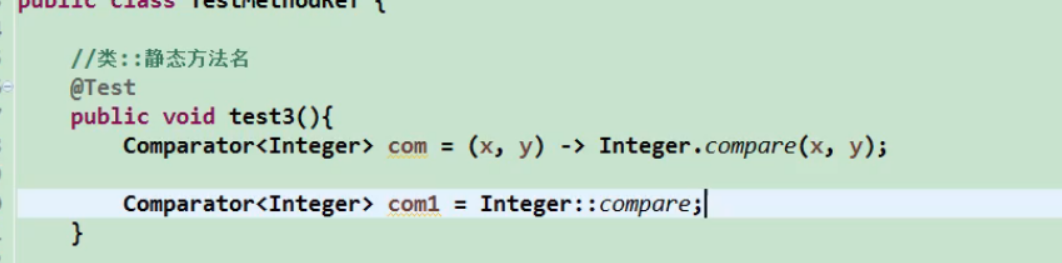 public class TestMethodRef {
//类::静态方法名
@Test
public void test3(){
Comparator<Integer> com = (x, y) -> Integer.compare(x, y);
Comparator<Integer> com1 = Integer::compare;
}